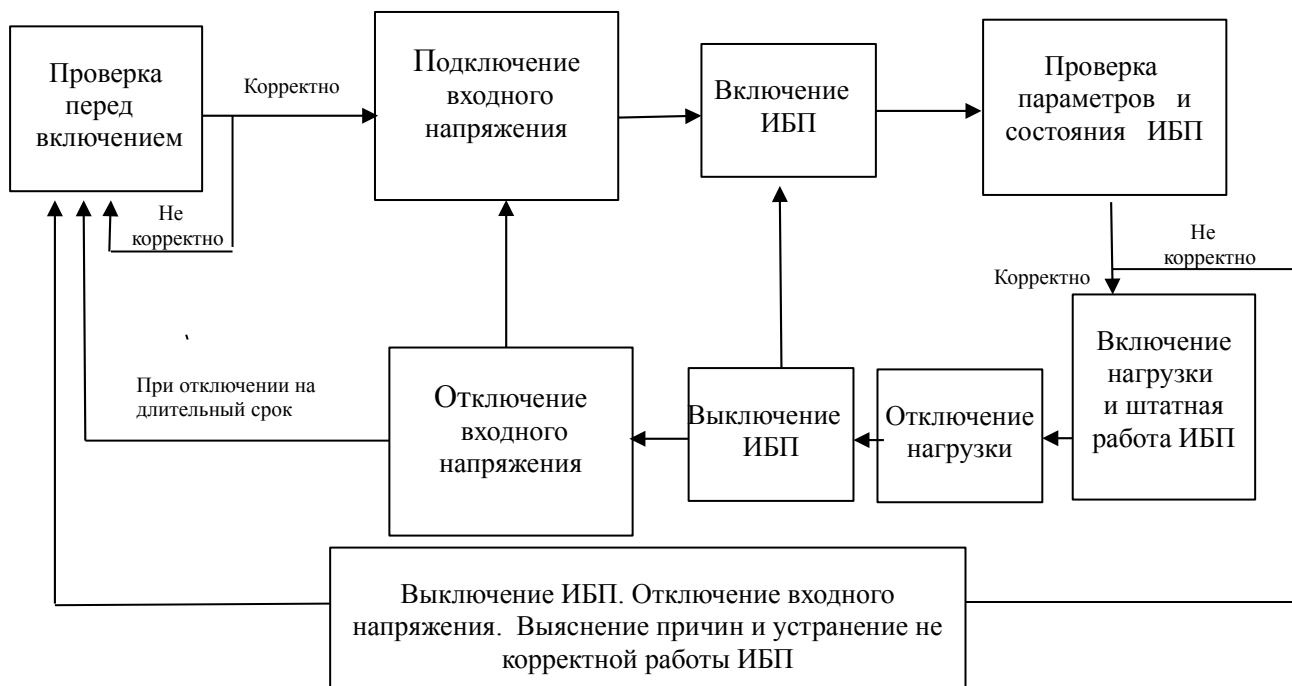 Проверка
перед
включением
Корректно
Подключение
входного
напряжения
Включение
ИБП
Проверка
параметров и
состояния ИБП
Не
корректно
Не
корректно
Корректно
Включение
нагрузки
и штатная
работа ИБП
Отключение
нагрузки
Выключение
ИБП
Отключение
входного
напряжения
При отключении на
длительный срок
Выключение ИБП. Отключение входного
напряжения. Выяснение причин и устранение не
корректной работы ИБП